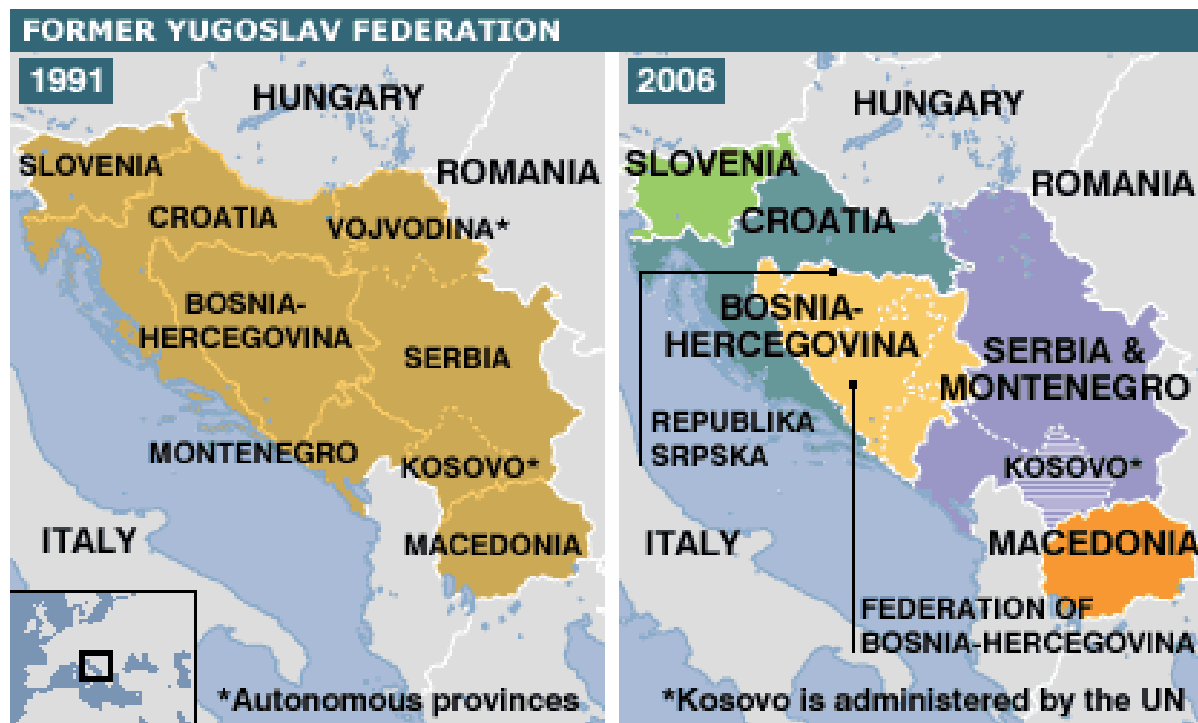 FORMER YUGOSLAV FEDERATION
1991
HUNGARY
SLOVENIA
ROMANIA
CROATIA
VOJVODINA*
BOSNIA-
HERCEGOVINA
SERBIA
MONTENEGRO
KOSOVO*
ITALY
MACEDONIA
*Autonomous provinces
2006
HUNGARY
SLOVENIA
ROMANIA
CROATIA
BOSNIA-
HERCEGOVINA
SERBIA &
MONTENEGRO
REPUBLIKA
SRPSKA
KOSOVO*
ITALY
MACEDONIA
FEDERATION OF
BOSNIA-HERCEGOVINA
*Kosovo is administered by the UN